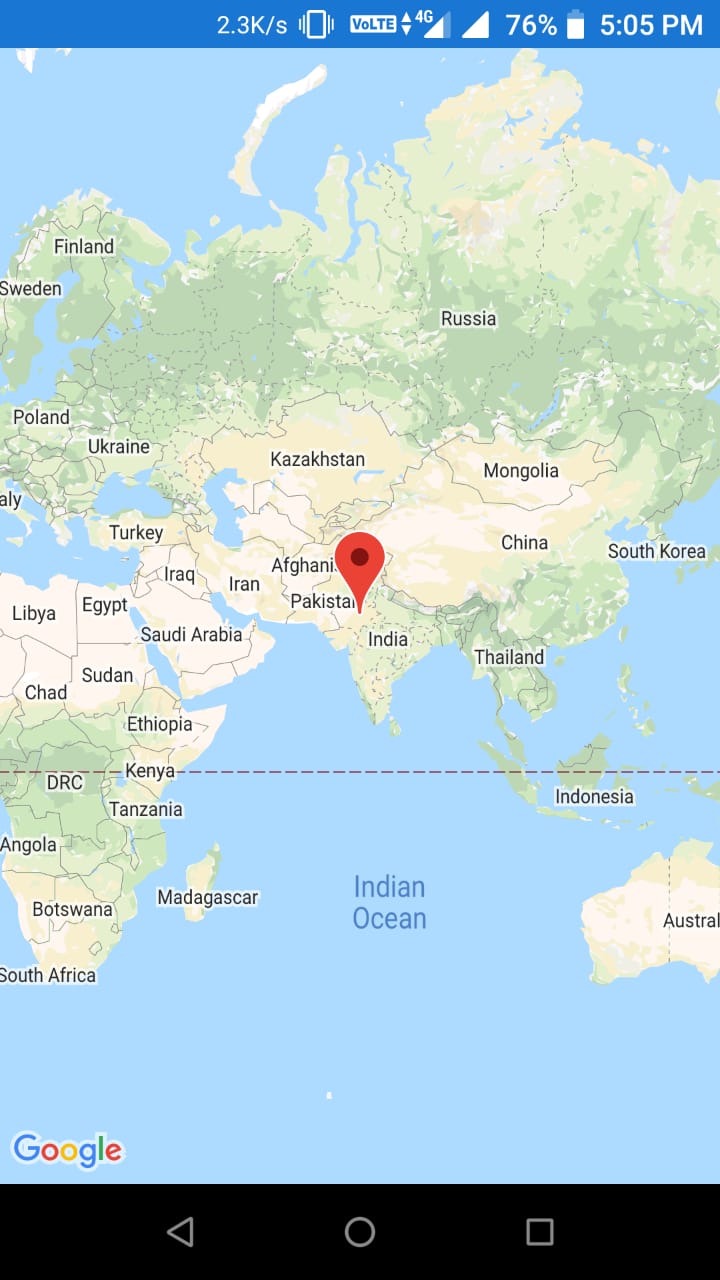 2.3K/s VoLTE 4G 76% 5:05 PM
Finland
Sweden
Russia
Poland
Ukraine
Kazakhstan
Mongolia
aly
Turkey
China
South Korea
Afghani
Iraq
Iran
Pakista
Libya
Egypt
Saudi Arabia
India
Thailand
Sudan
Chad
Ethiopia
Kenya
DRC
Indonesia
Tanzania
Angola
Indian
Ocean
Madagascar
Botswana
Austral
South Africa
Google